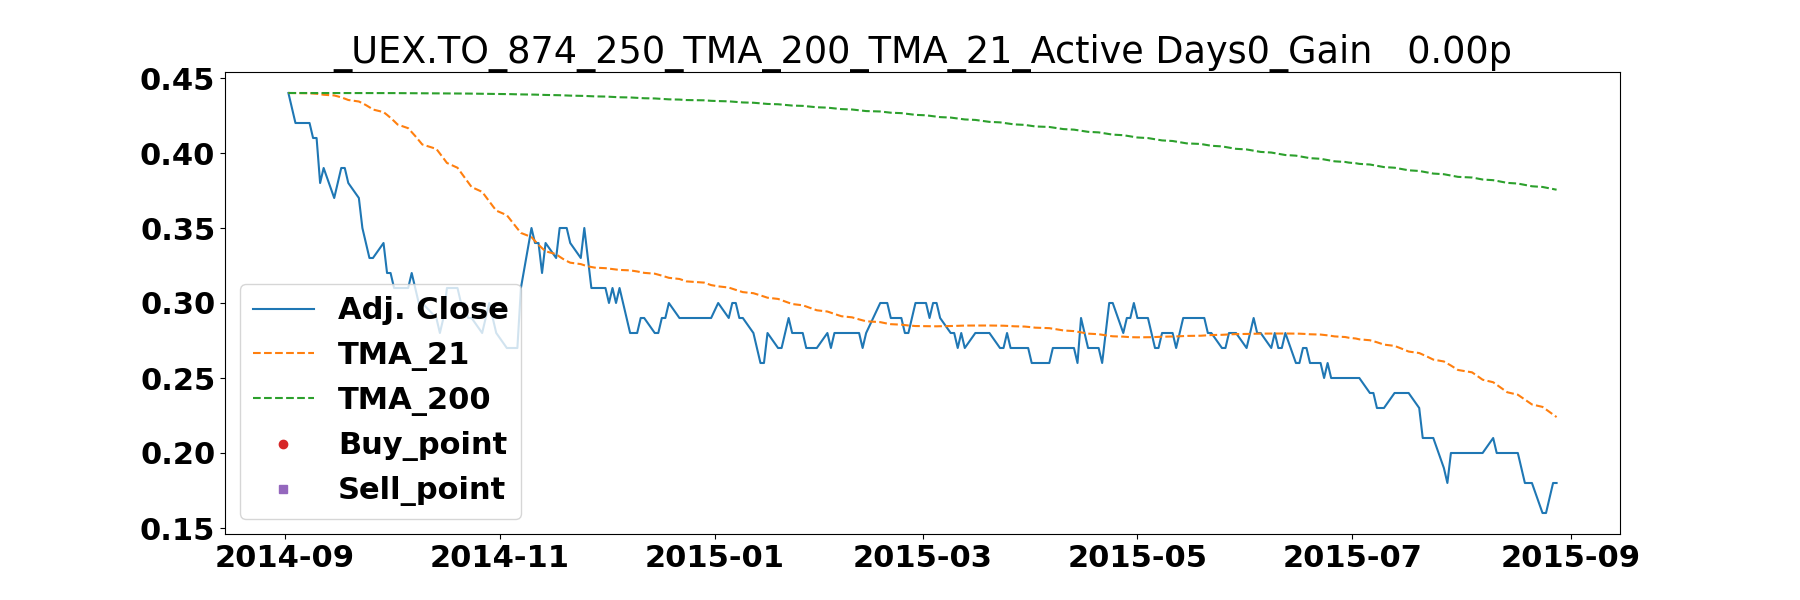 _UEX.TO_874_250_TMA_200_TMA_21_Active Days0_Gain   0.00p
0.45
0.40
0.35
0.30
0.25
0.20
0.15
Adj. Close
TMA_21
TMA_200
Buy_point
Sell_point
2014-09 2014-11 2015-01 2015-03 2015-05 2015-07 2015-09